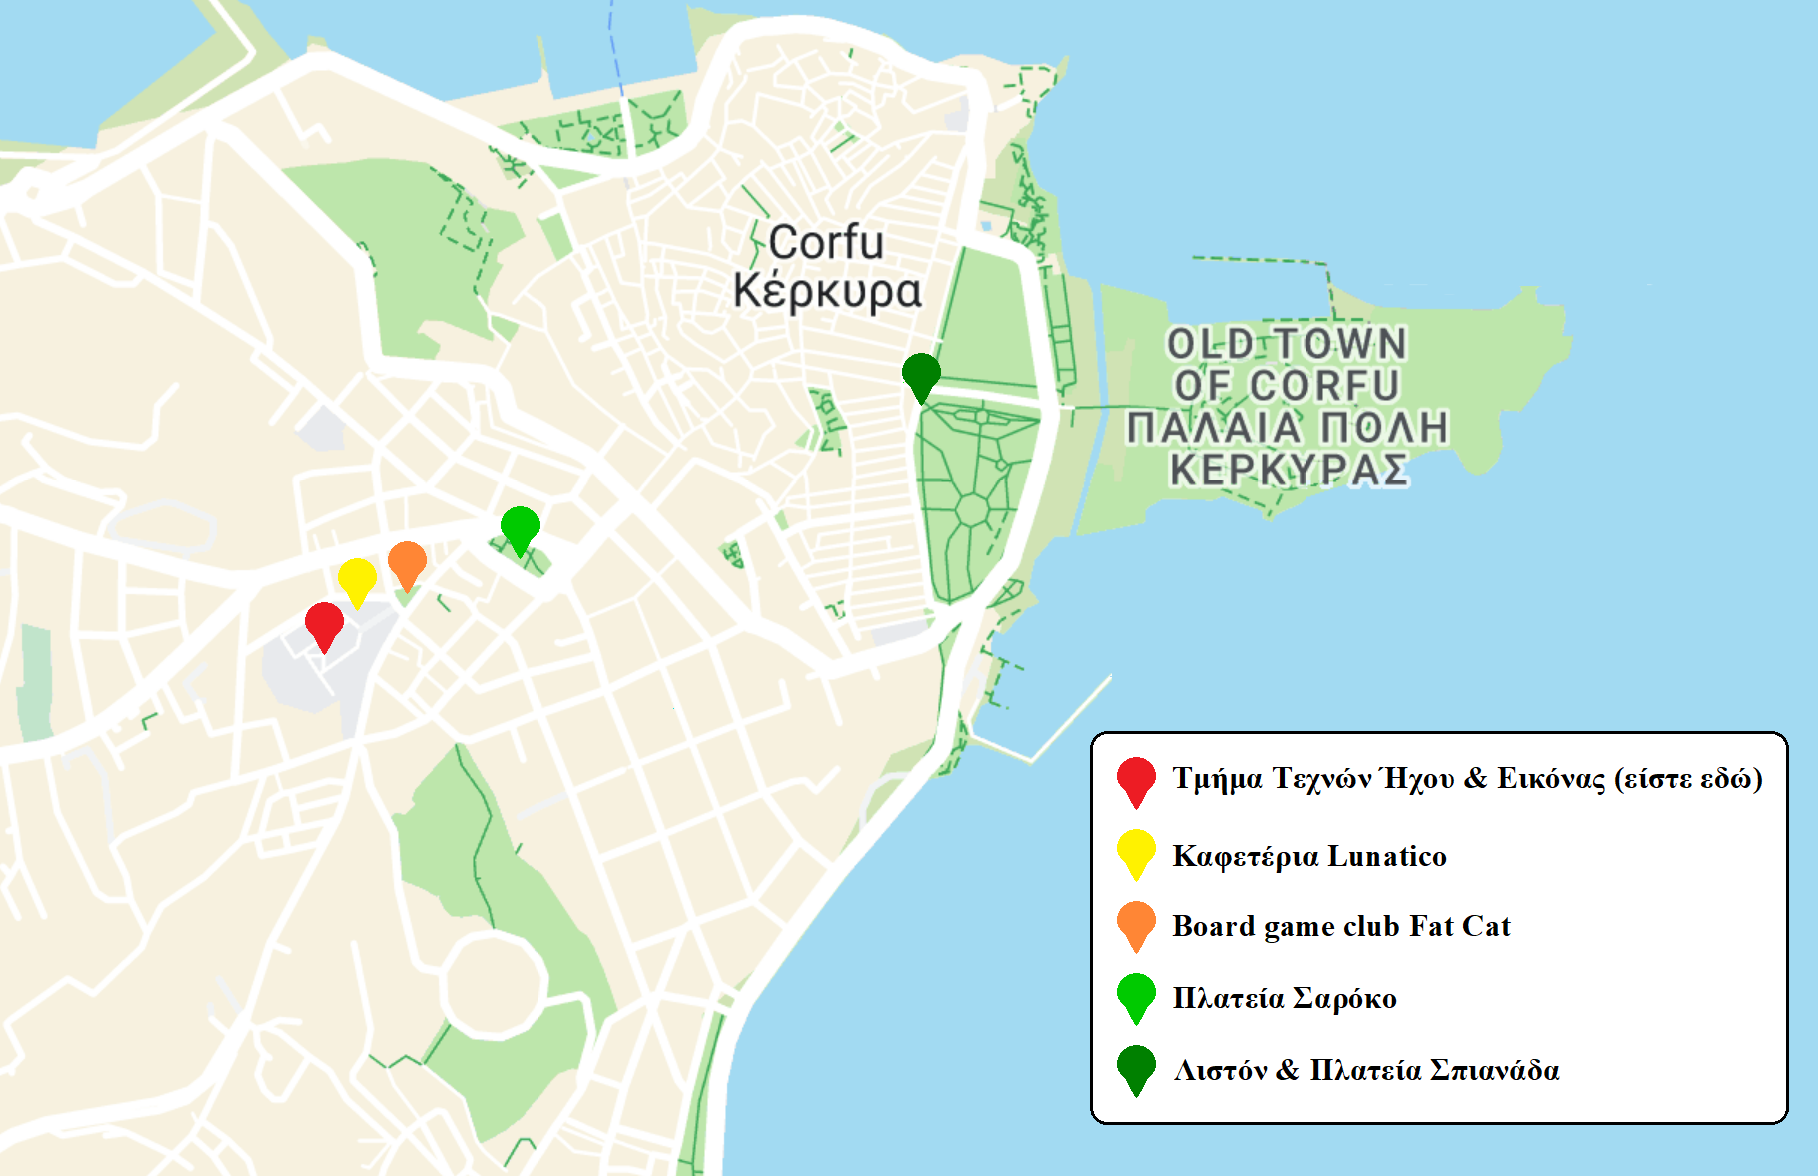 Corfu
Κέρκυρα
OLD TOWN
OF CORFU
ΠΑΛΑΙΑ ΠΟΛΗ
ΚΕΡΚΥΡΑΣ
Τμήμα Τεχνών Ήχου & Εικόνας (είστε εδώ)
Καφετέρια Lunatico
Board game club Fat Cat
Πλατεία Σαρόκο
Λιστόν & Πλατεία Σπιανάδα